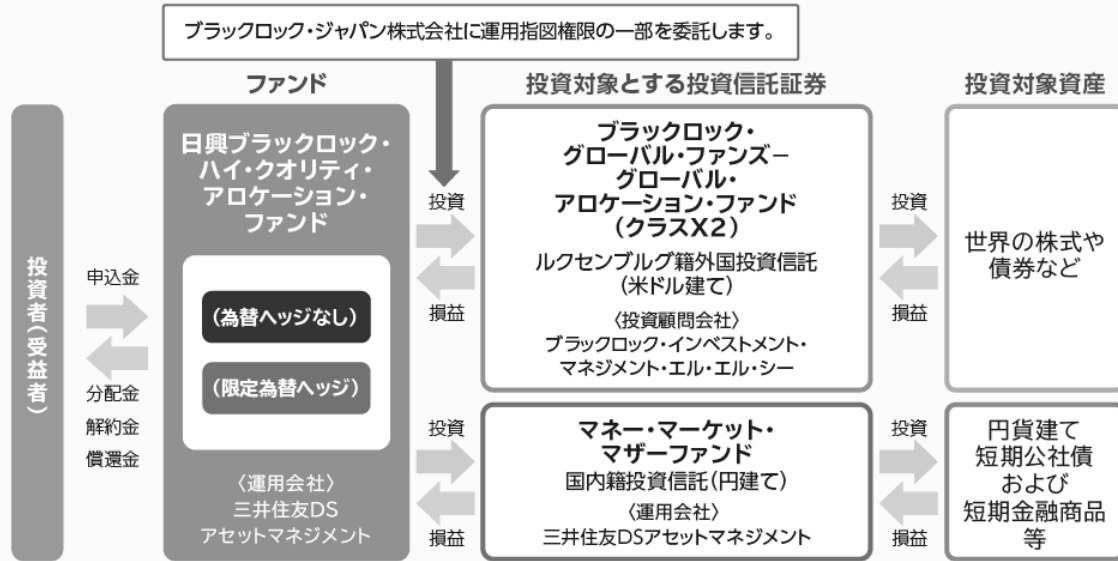 ブラックロック・ジャパン株式会社に運用指図権限の一部を委託します。
ファンド
投資対象とする投資信託証券
投資対象資産
投資者(受益者)
申込金
分配金
解約金
償還金
日興ブラックロック・
ハイ・クオリティ・
アロケーション・
ファンド
(為替ヘッジなし)
(限定為替ヘッジ)
〈運用会社〉
三井住友DS
アセットマネジメント
投資
損益
ブラックロック・
グローバル・ファンズ−
グローバル・
アロケーション・ファンド
(クラスX2)
ルクセンブルグ籍外国投資信託
(米ドル建て)
〈投資顧問会社〉
ブラックロック・インベストメント・
マネジメント・エル・エル・シー
投資
損益
世界の株式や
債券など
投資
損益
マネー・マーケット・
マザーファンド
国内籍投資信託(円建て)
〈運用会社〉
三井住友DSアセットマネジメント
投資
損益
円貨建て
短期公社債
および
短期金融商品
等